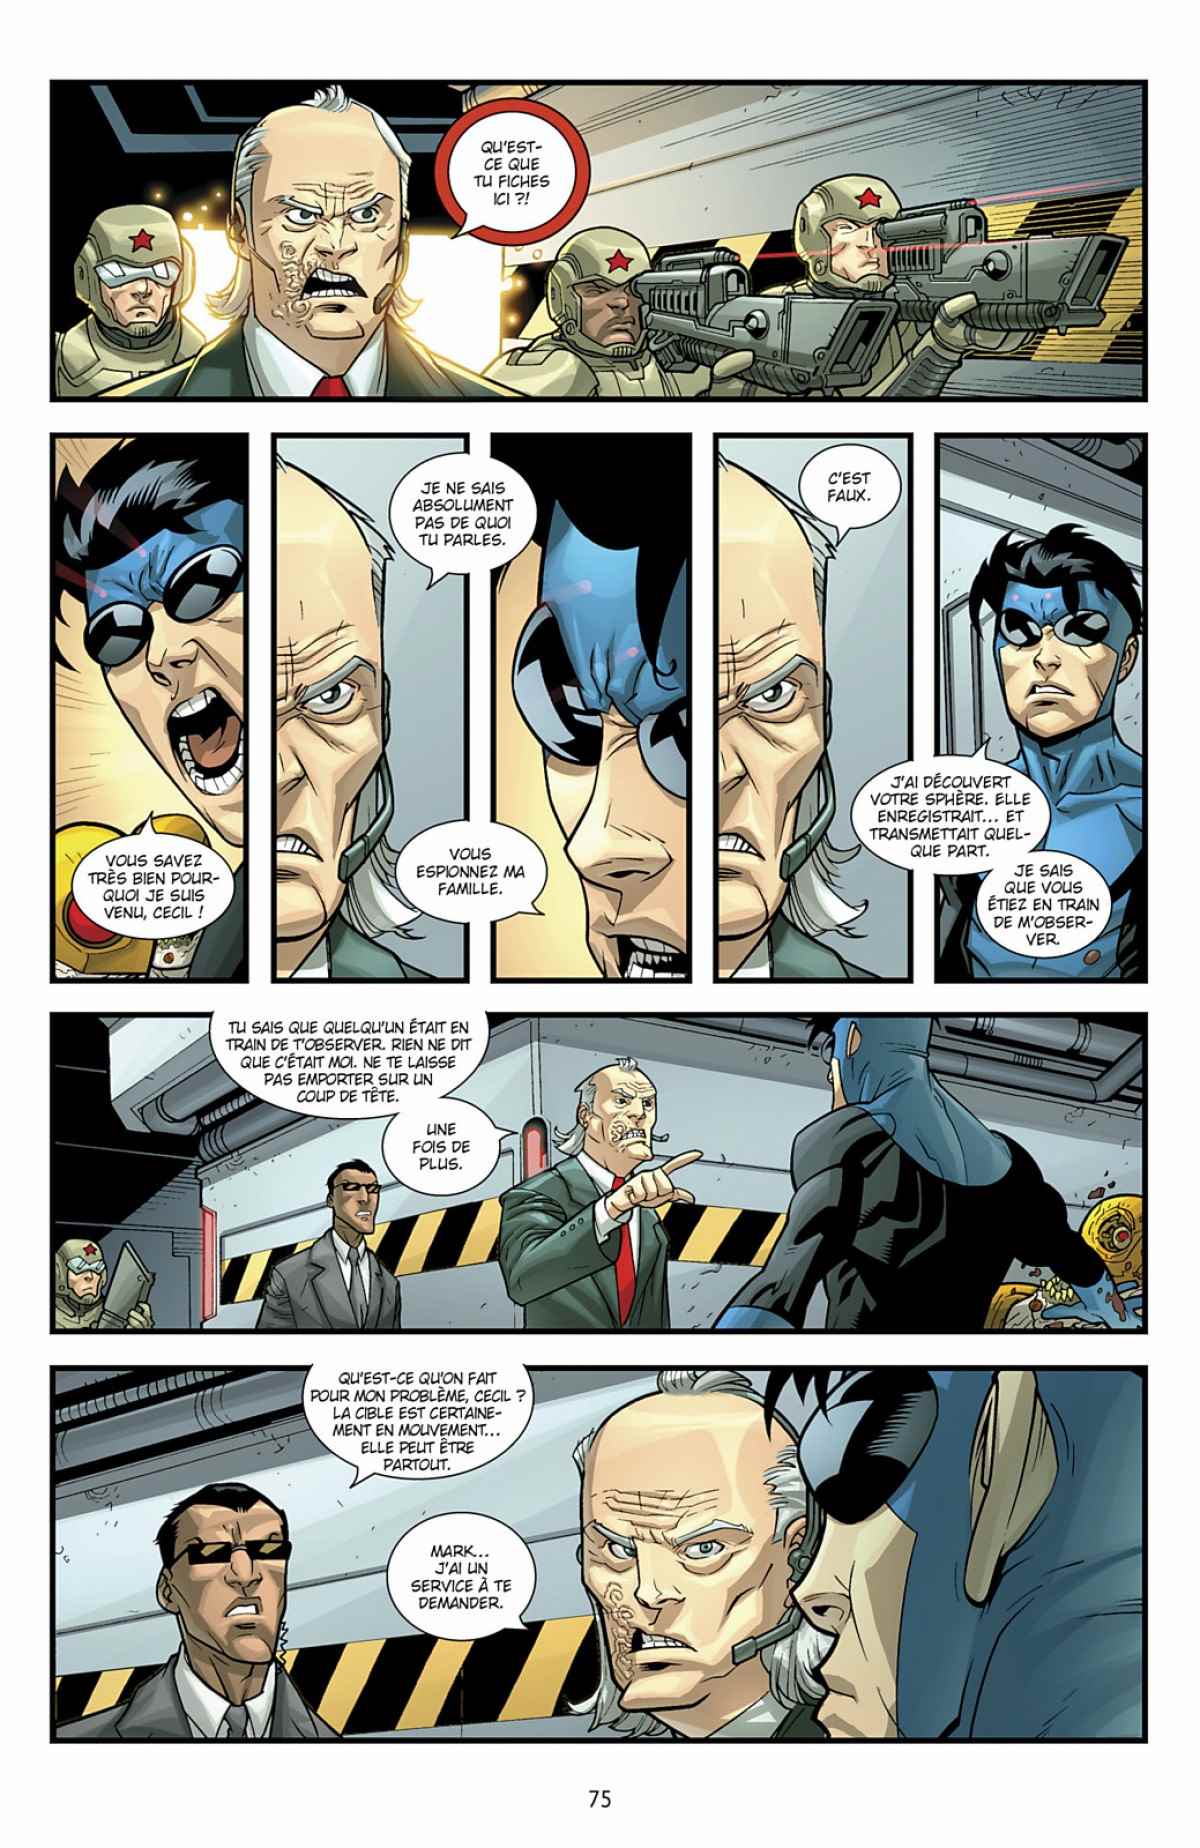 QU'EST-
CE QUE
TU FICHES
ICI ?!
VOUS SAVEZ
TRÈS BIEN POUR-
QUOI JE SUIS
VENU, CECIL !
JE NE SAIS
ABSOLUMENT
PAS DE QUOI
TU PARLES.
VOUS
ESPIONNEZ MA
FAMILLE.
C'EST
FAUX.
J'AI DÉCOUVERT
VOTRE SPHÈRE. ELLE
ENREGISTRAIT... ET
TRANSMETTAIT QUEL-
QUE PART.
JE SAIS
QUE VOUS
ÉTIEZ EN TRAIN
DE M'OBSER-
VER.
TU SAIS QUE QUELQU'UN ÉTAIT EN
TRAIN DE T'OBSERVER. RIEN NE DIT
QUE C'ÉTAIT MOI. NE TE LAISSE
PAS EMPORTER SUR UN
COUP DE TÊTE.
UNE
FOIS DE
PLUS.
QU'EST-CE QU'ON FAIT
POUR MON PROBLÈME, CECIL ?
LA CIBLE EST CERTAINE-
MENT EN MOUVEMENT...
ELLE PEUT ÊTRE
PARTOUT.
MARK...
J'AI UN
SERVICE À TE
DEMANDER.
75